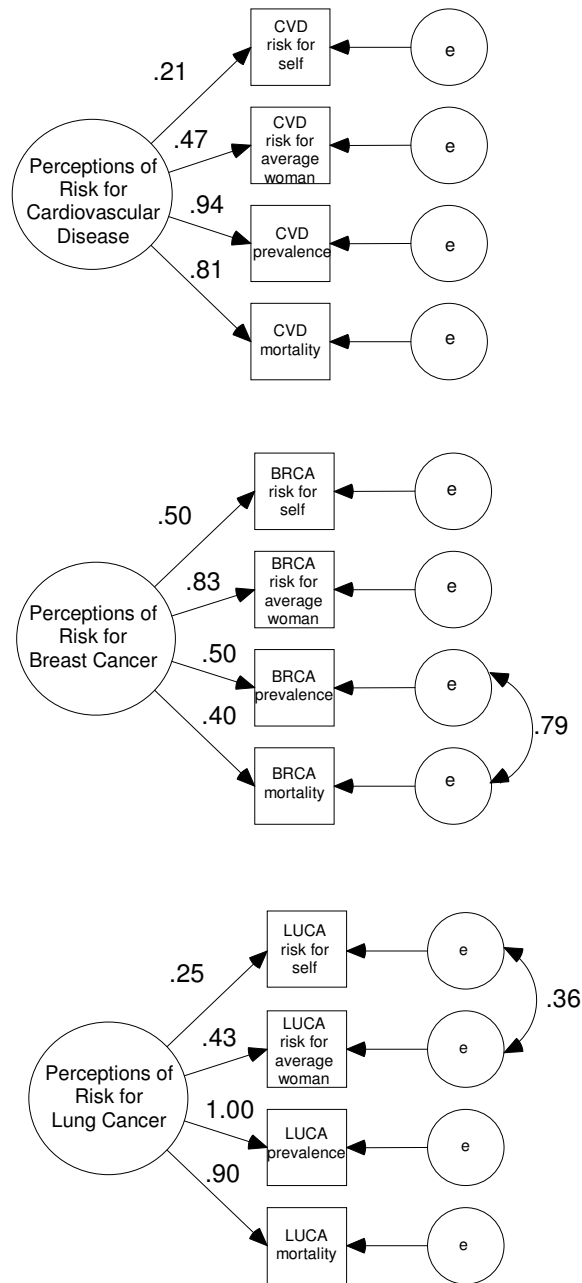 Perceptions of
Risk for
Cardiovascular
Disease
.21
.47
.94
.81
CVD
risk for
self
e
CVD
risk for
average
woman
e
CVD
prevalence
e
CVD
mortality
e
Perceptions of
Risk for
Breast Cancer
.50
.83
.50
.40
BRCA
risk for
self
e
BRCA
risk for
average
woman
e
BRCA
prevalence
e
BRCA
mortality
e
.79
Perceptions of
Risk for
Lung Cancer
.25
.43
1.00
.90
LUCA
risk for
self
e
LUCA
risk for
average
woman
e
.36
LUCA
prevalence
e
LUCA
mortality
e